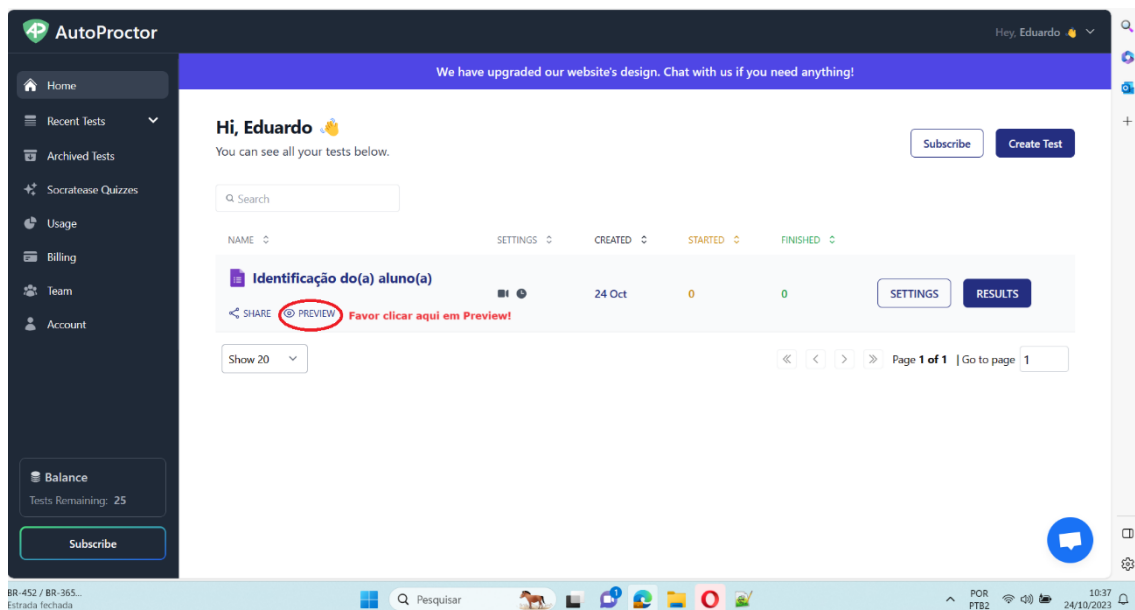 AutoProctor
Hey, Eduardo
We have upgraded our website's design. Chat with us if you need anything!
Home
Recent Tests
Archived Tests
Socratease Quizzes
Usage
Billing
Team
Account
Balance
Tests Remaining: 25
Subscribe
Hi, Eduardo
You can see all your tests below.
Subscribe
Create Test
Search
NAME SETTINGS CREATED STARTED FINISHED
Identificação do(a) aluno(a)
24 Oct 0 0 SETTINGS RESULTS
SHARE PREVIEW Favor clicar aqui em Preview!
Show 20 Page 1 of 1 | Go to page 1
BR-452 / BR-365...
Estrada fechada
Pesquisar
POR
PTB2
10:37
24/10/2023